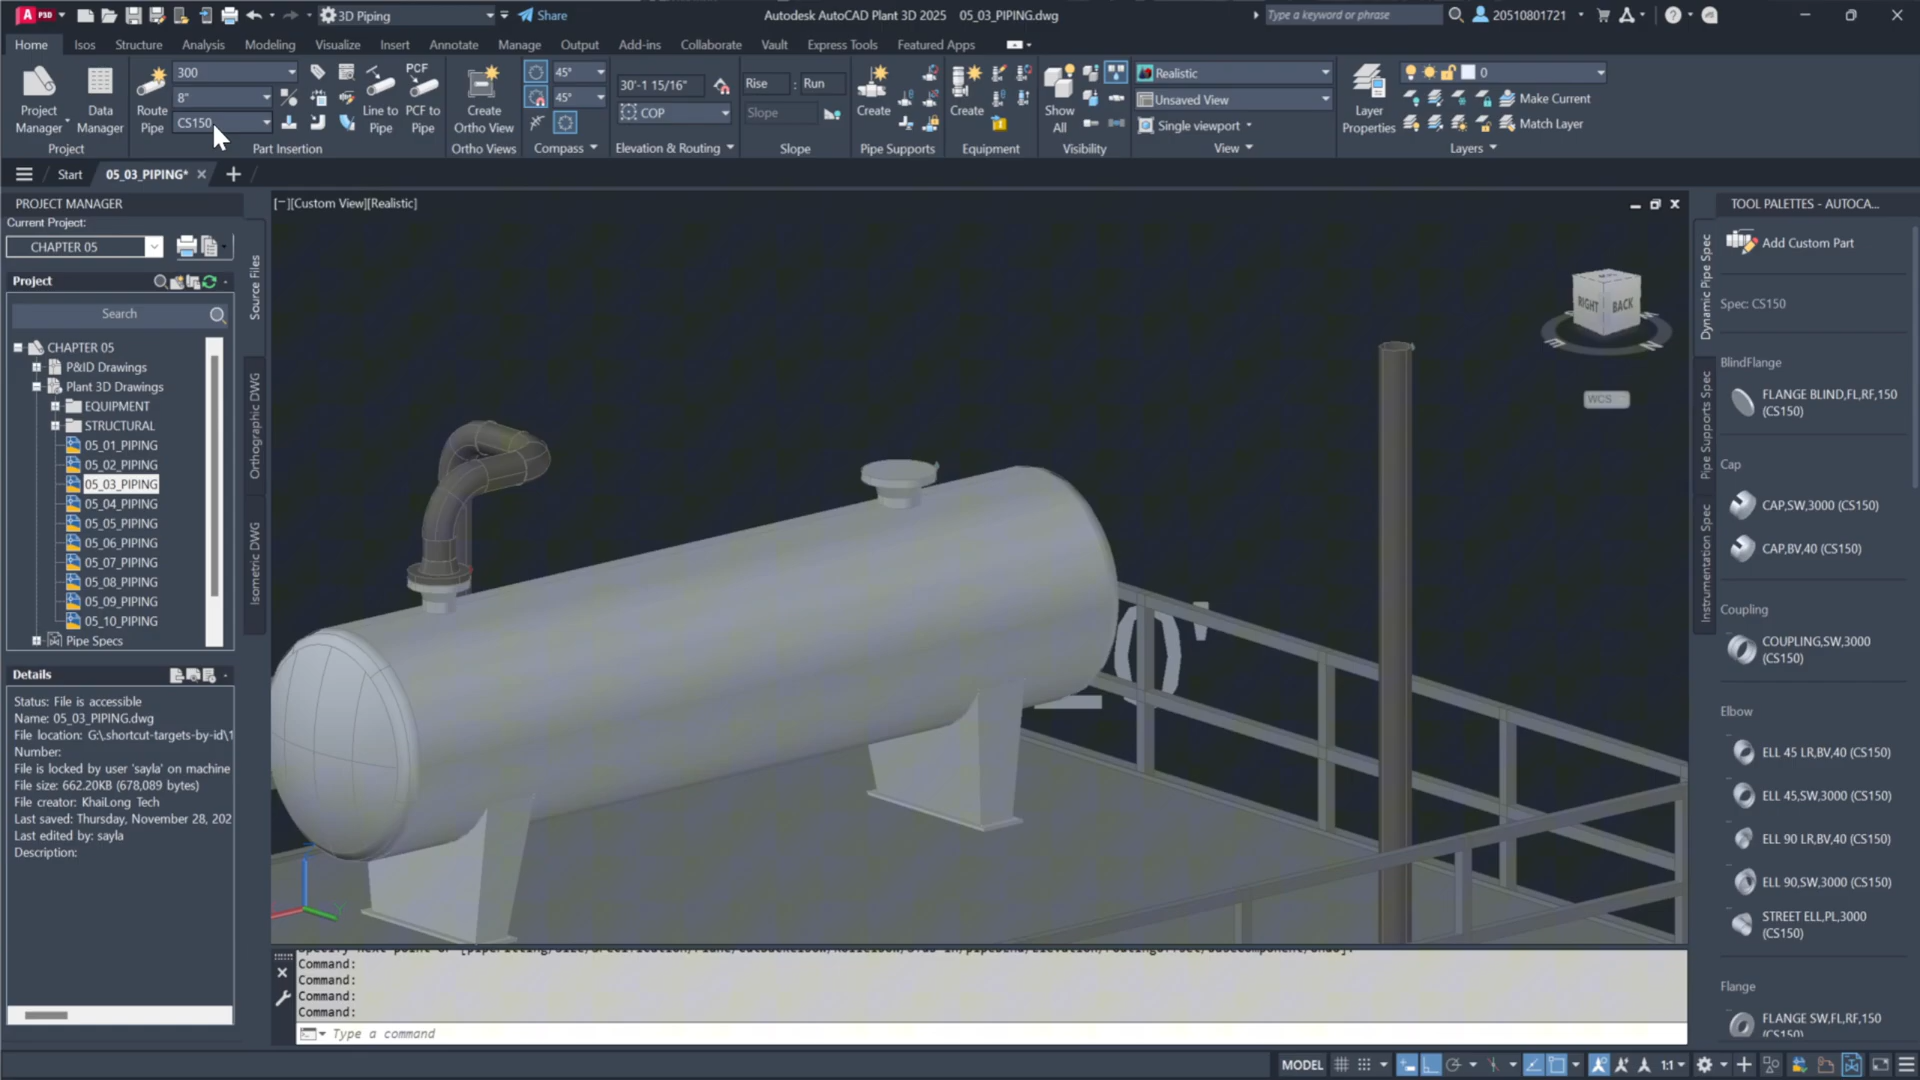 A P3D
3D Piping
Share
Autodesk AutoCAD Plant 3D 2025 05_03_PIPING.dwg
Type a keyword or phrase
20510801721
Home Isos Structure Analysis Modeling Visualize Insert Annotate Manage Output Add-ins Collaborate Vault Express Tools Featured Apps
Project Manager
Data Manager
Project
Route Pipe
300
8"
CS150
Line to Pipe
PCF
PCF to Pipe
Part Insertion
Create Ortho View
Ortho Views
45°
45°
Compass
30'-1 15/16"
COP
Elevation & Routing
Rise : Run
Slope
Slope
Create
Pipe Supports
Create
Equipment
Show All
Visibility
Realistic
Unsaved View
Single viewport
View
Layer Properties
0
Make Current
Match Layer
Layers
Start
05_03_PIPING*
PROJECT MANAGER
Current Project:
CHAPTER 05
Project
Search
CHAPTER 05
P&ID Drawings
Plant 3D Drawings
EQUIPMENT
STRUCTURAL
05_01_PIPING
05_02_PIPING
05_03_PIPING
05_04_PIPING
05_05_PIPING
05_06_PIPING
05_07_PIPING
05_08_PIPING
05_09_PIPING
05_10_PIPING
Pipe Specs
Source Files
Orthographic DWG
Isometric DWG
Details
Status: File is accessible
Name: 05_03_PIPING.dwg
File location: G:\.shortcut-targets-by-id\1
Number:
File is locked by user 'sayla' on machine
File size: 662.20KB (678,089 bytes)
File creator: KhaiLong Tech
Last saved: Thursday, November 28, 202
Last edited by: sayla
Description:
[−][Custom View][Realistic]
RIGHT
BACK
WCS
Command:
Command:
Command:
Command:
Type a command
TOOL PALETTES - AUTOCA...
Dynamic Pipe Spec
Pipe Supports Spec
Instrumentation Spec
Add Custom Part
Spec: CS150
BlindFlange
FLANGE BLIND,FL,RF,150
(CS150)
Cap
CAP,SW,3000 (CS150)
CAP,BV,40 (CS150)
Coupling
COUPLING,SW,3000
(CS150)
Elbow
ELL 45 LR,BV,40 (CS150)
ELL 45,SW,3000 (CS150)
ELL 90 LR,BV,40 (CS150)
ELL 90,SW,3000 (CS150)
STREET ELL,PL,3000
(CS150)
Flange
FLANGE SW,FL,RF,150
(CS150)
MODEL
1:1